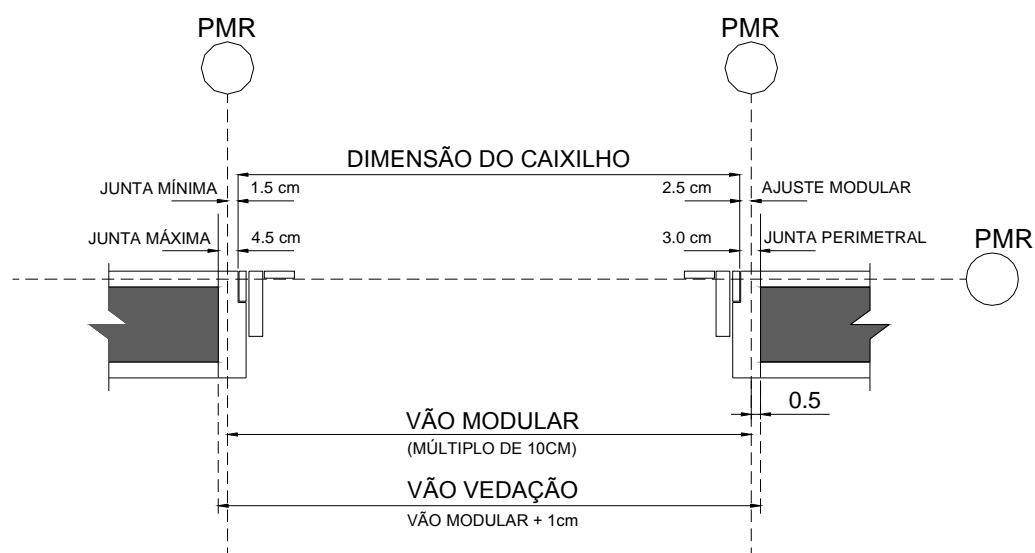 PMR
PMR
DIMENSÃO DO CAIXILHO
JUNTA MÍNIMA
1.5 cm
2.5 cm
AJUSTE MODULAR
JUNTA MÁXIMA
4.5 cm
3.0 cm
JUNTA PERIMETRAL
PMR
0.5
VÃO MODULAR
(MÚLTIPLO DE 10CM)
VÃO VEDAÇÃO
VÃO MODULAR + 1cm